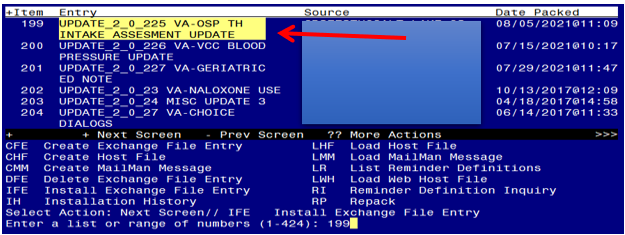 +Item Entry Source Date Packed
199 UPDATE_2_0_225 VA-OSP TH 08/05/2021@11:09
INTAKE ASSESMENT UPDATE
200 UPDATE_2_0_226 VA-VCC BLOOD 07/15/2021@10:17
PRESSURE UPDATE
201 UPDATE_2_0_227 VA-GERIATRIC 07/29/2021@11:47
ED NOTE
202 UPDATE_2_0_23 VA-NALOXONE USE 10/13/2017@12:09
203 UPDATE_2_0_24 MISC UPDATE 3 04/18/2017@14:58
204 UPDATE_2_0_27 VA-CHOICE 06/14/2017@11:33
DIALOGS
+ + Next Screen - Prev Screen ?? More Actions >>>
CFE Create Exchange File Entry LHF Load Host File
CHF Create Host File LMM Load MailMan Message
CMM Create MailMan Message LR List Reminder Definitions
DFE Delete Exchange File Entry LWH Load Web Host File
IFE Install Exchange File Entry RI Reminder Definition Inquiry
IH Installation History RP Repack
Select Action: Next Screen// IFE Install Exchange File Entry
Enter a list or range of numbers (1-424): 199